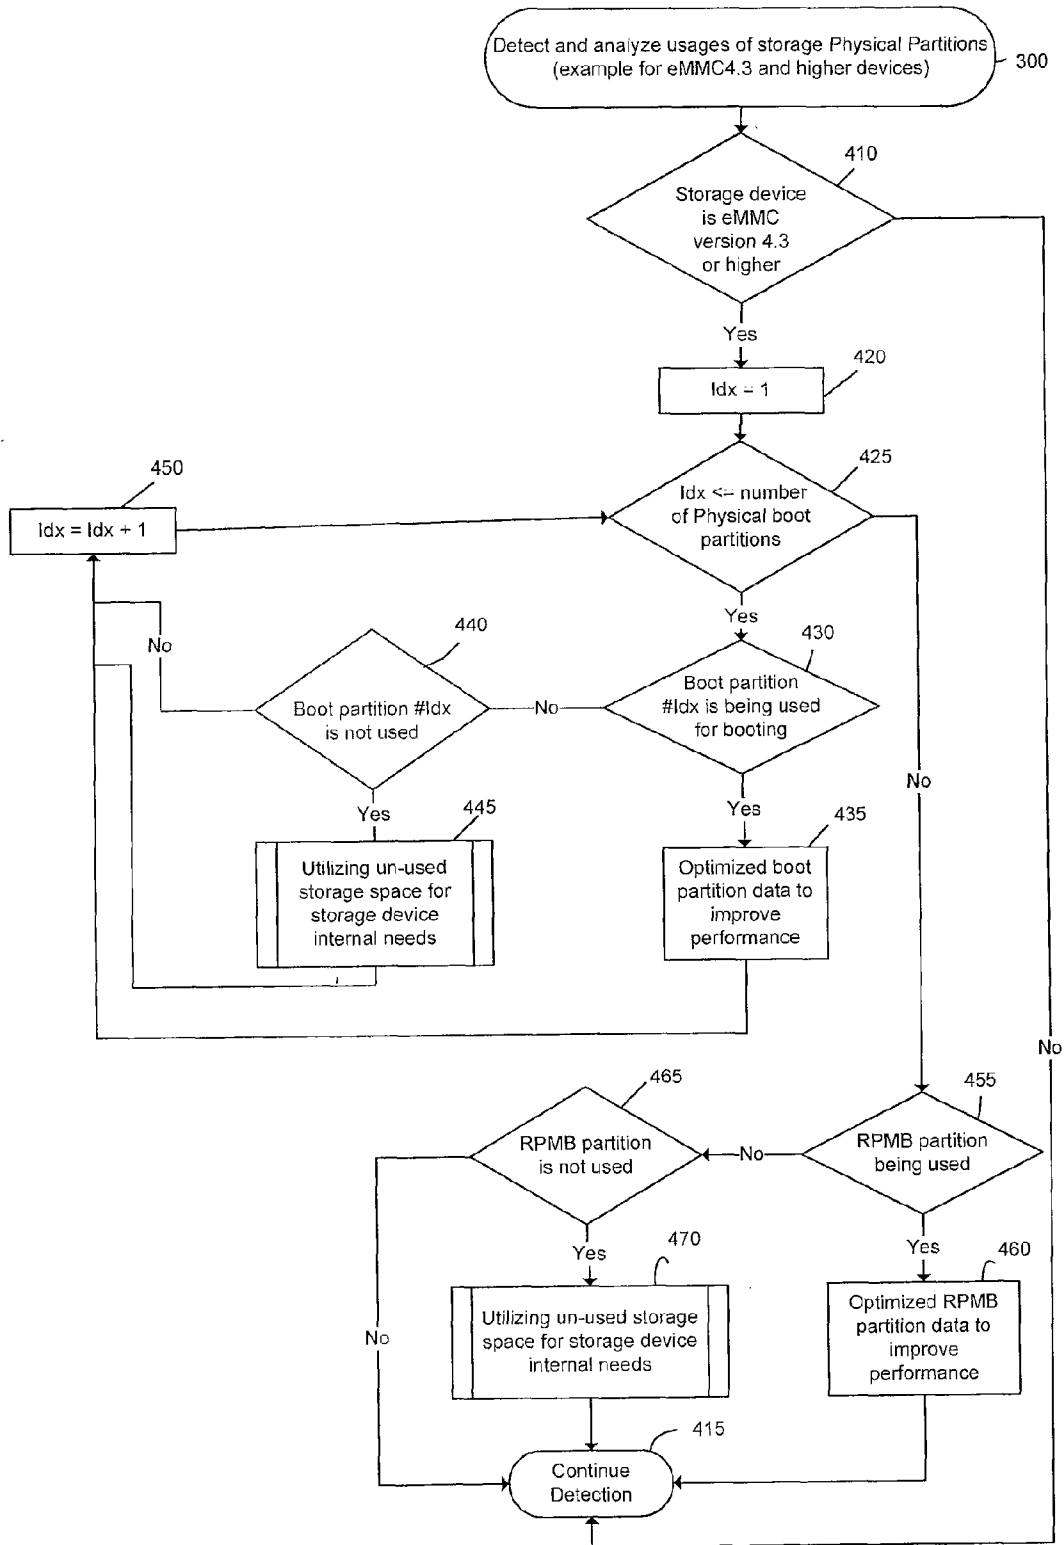 Detect and analyze usages of storage Physical Partitions
(example for eMMC4.3 and higher devices)
300
410
Storage device
is eMMC
version 4.3
or higher
Yes
420
Idx = 1
450
Idx = Idx + 1
425
Idx <= number
of Physical boot
partitions
Yes
No
440
Boot partition #Idx
is not used
No
430
Boot partition
#Idx is being used
for booting
No
Yes
445
Utilizing un-used
storage space for
storage device
internal needs
Yes
435
Optimized boot
partition data to
improve
performance
No
465
RPMB partition
is not used
No
455
RPMB partition
being used
Yes
470
Utilizing un-used storage
space for storage device
internal needs
Yes
460
Optimized RPMB
partition data to
improve
performance
No
415
Continue
Detection